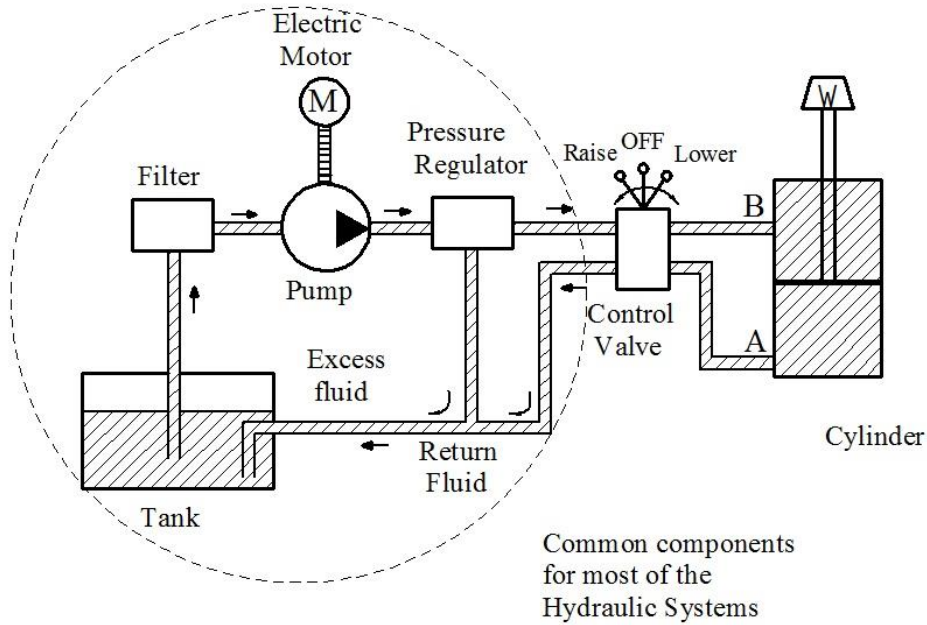 Electric
Motor
M
Pressure
Regulator
Raise
OFF
Lower
W
Filter
B
Pump
Control
Valve
A
Excess
fluid
Return
Fluid
Tank
Cylinder
Common components
for most of the
Hydraulic Systems